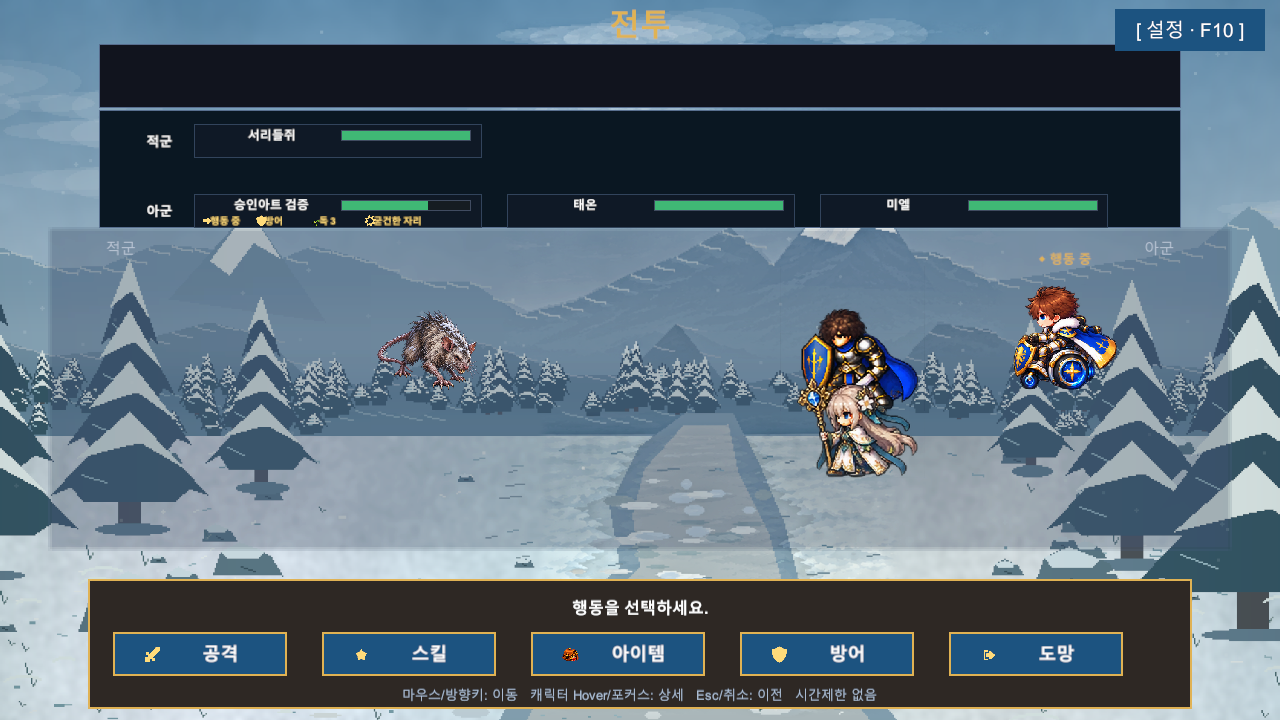 전투
[ 설정 · F10 ]
적군
서리들쥐
아군
승인아트 검증
행동 중 방어 독 3 굳건한 자리
태온
미엘
적군
아군
행동 중
행동을 선택하세요.
공격
스킬
아이템
방어
도망
마우스/방향키: 이동 캐릭터 Hover/포커스: 상세 Esc/취소: 이전 시간제한 없음